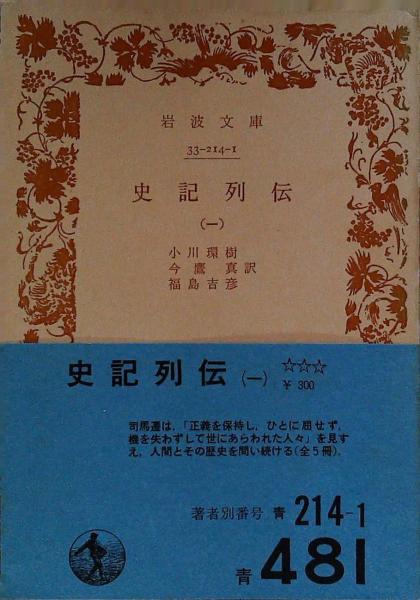 岩波文庫
33-214-1
史記列伝
(一)
小川環樹
今鷹真訳
福島吉彦
史記列伝(一) ☆☆☆
¥ 300
司馬遷は,「正義を保持し, ひとに屈せず,
機を失わずして世にあらわれた人々」を見す
え, 人間とその歴史を問い続ける(全5冊).
著者別番号 青 214-1
青 481